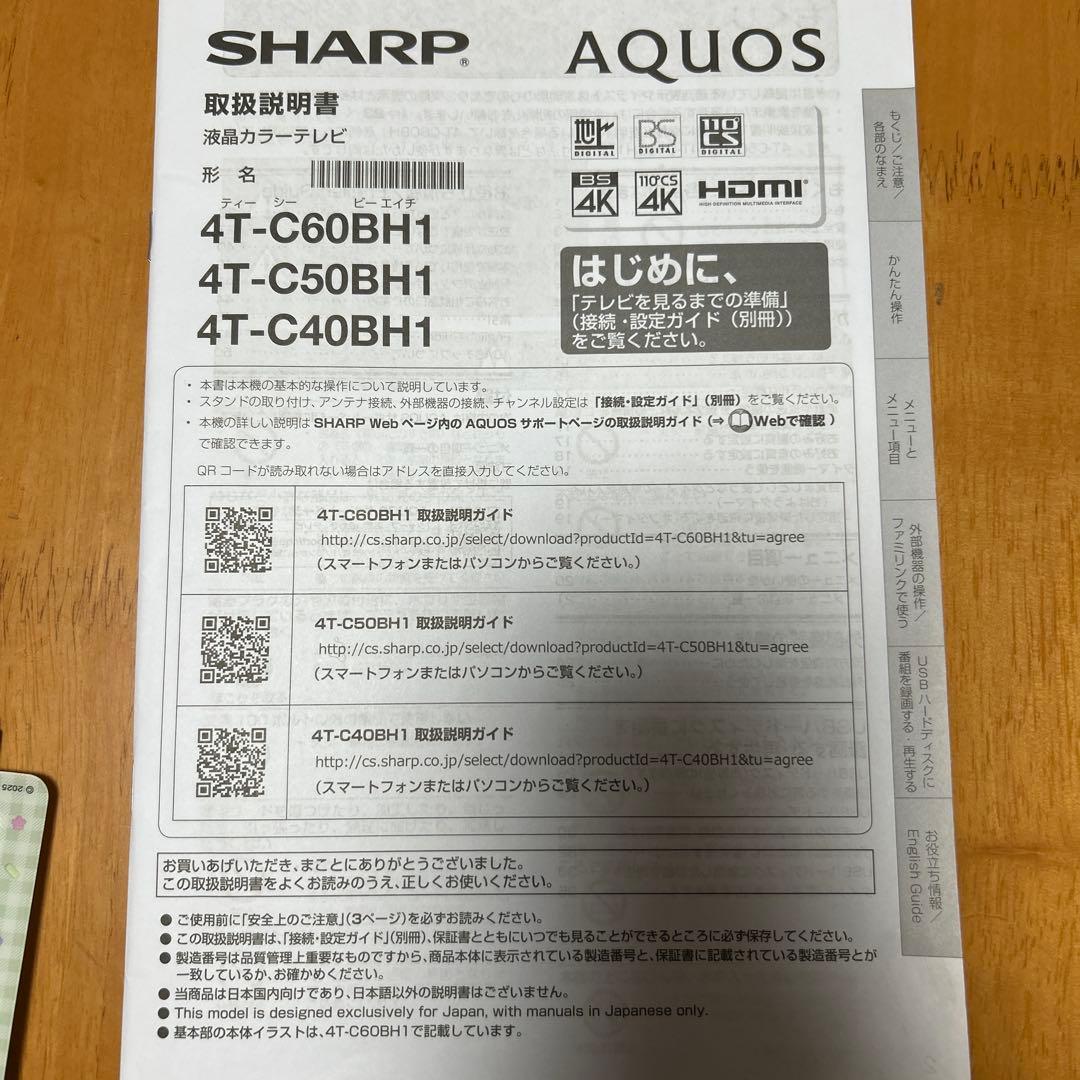 SHARP®
AQUOS
取扱説明書
液晶カラーテレビ
形 名
ティー シー ビー エイチ
4T-C60BH1
4T-C50BH1
4T-C40BH1
地上 DIGITAL
BS DIGITAL
110°CS DIGITAL
BS 4K
110°CS 4K
HDMI®
HIGH-DEFINITION MULTIMEDIA INTERFACE
はじめに、
「テレビを見るまでの準備」
(接続・設定ガイド(別冊))
をご覧ください。
・ 本書は本機の基本的な操作について説明しています。
・ スタンドの取り付け、アンテナ接続、外部機器の接続、チャンネル設定は「接続・設定ガイド」(別冊)をご覧ください。
・ 本機の詳しい説明は SHARP Web ページ内の AQUOS サポートページの取扱説明ガイド(⇒ Webで確認)
で確認できます。
QR コードが読み取れない場合はアドレスを直接入力してください。
4T-C60BH1 取扱説明ガイド
http://cs.sharp.co.jp/select/download?productId=4T-C60BH1&tu=agree
(スマートフォンまたはパソコンからご覧ください。)
4T-C50BH1 取扱説明ガイド
http://cs.sharp.co.jp/select/download?productId=4T-C50BH1&tu=agree
(スマートフォンまたはパソコンからご覧ください。)
4T-C40BH1 取扱説明ガイド
http://cs.sharp.co.jp/select/download?productId=4T-C40BH1&tu=agree
(スマートフォンまたはパソコンからご覧ください。)
お買いあげいただき、まことにありがとうございました。
この取扱説明書をよくお読みのうえ、正しくお使いください。
● ご使用前に「安全上のご注意」(3ページ)を必ずお読みください。
● この取扱説明書は、「接続・設定ガイド」(別冊)、保証書とともにいつでも見ることができるところに必ず保存してください。
● 製造番号は品質管理上重要なものですから、商品本体に表示されている製造番号と、保証書に記載されている製造番号とが
一致しているか、お確かめください。
● 当商品は日本国内向けであり、日本語以外の説明書はございません。
● This model is designed exclusively for Japan, with manuals in Japanese only.
● 基本部の本体イラストは、4T-C60BH1で記載しています。
もくじ/ご注意/
各部のなまえ
かんたん操作
メニューと
メニュー項目
外部機器の操作/
ファミリンクで使う
USB ハードディスクに
番組を録画する・再生する
お役立ち情報/
English Guide
© 2025